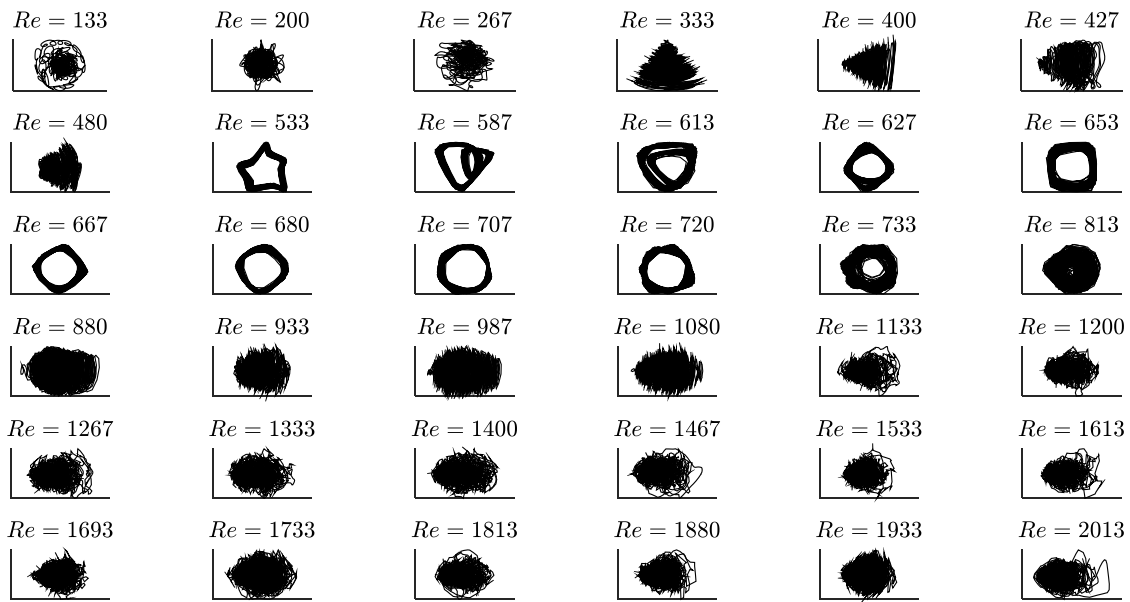 Re = 133 Re = 200 Re = 267 Re = 333 Re = 400 Re = 427
Re = 480 Re = 533 Re = 587 Re = 613 Re = 627 Re = 653
Re = 667 Re = 680 Re = 707 Re = 720 Re = 733 Re = 813
Re = 880 Re = 933 Re = 987 Re = 1080 Re = 1133 Re = 1200
Re = 1267 Re = 1333 Re = 1400 Re = 1467 Re = 1533 Re = 1613
Re = 1693 Re = 1733 Re = 1813 Re = 1880 Re = 1933 Re = 2013